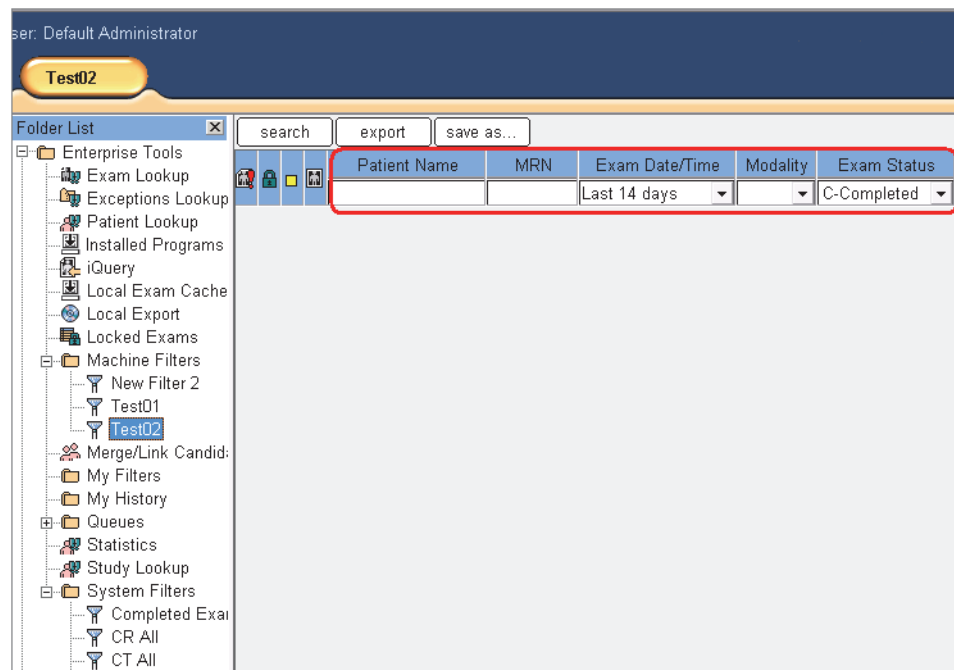 ser: Default Administrator
Test02
Folder List
search export save as...
Enterprise Tools
Exam Lookup
Exceptions Lookup
Patient Lookup
Installed Programs
iQuery
Local Exam Cache
Local Export
Locked Exams
Machine Filters
New Filter 2
Test01
Test02
Merge/Link Candid
My Filters
My History
Queues
Statistics
Study Lookup
System Filters
Completed Exa
CR All
CT All
Patient Name MRN Exam Date/Time Modality Exam Status
Last 14 days C-Completed